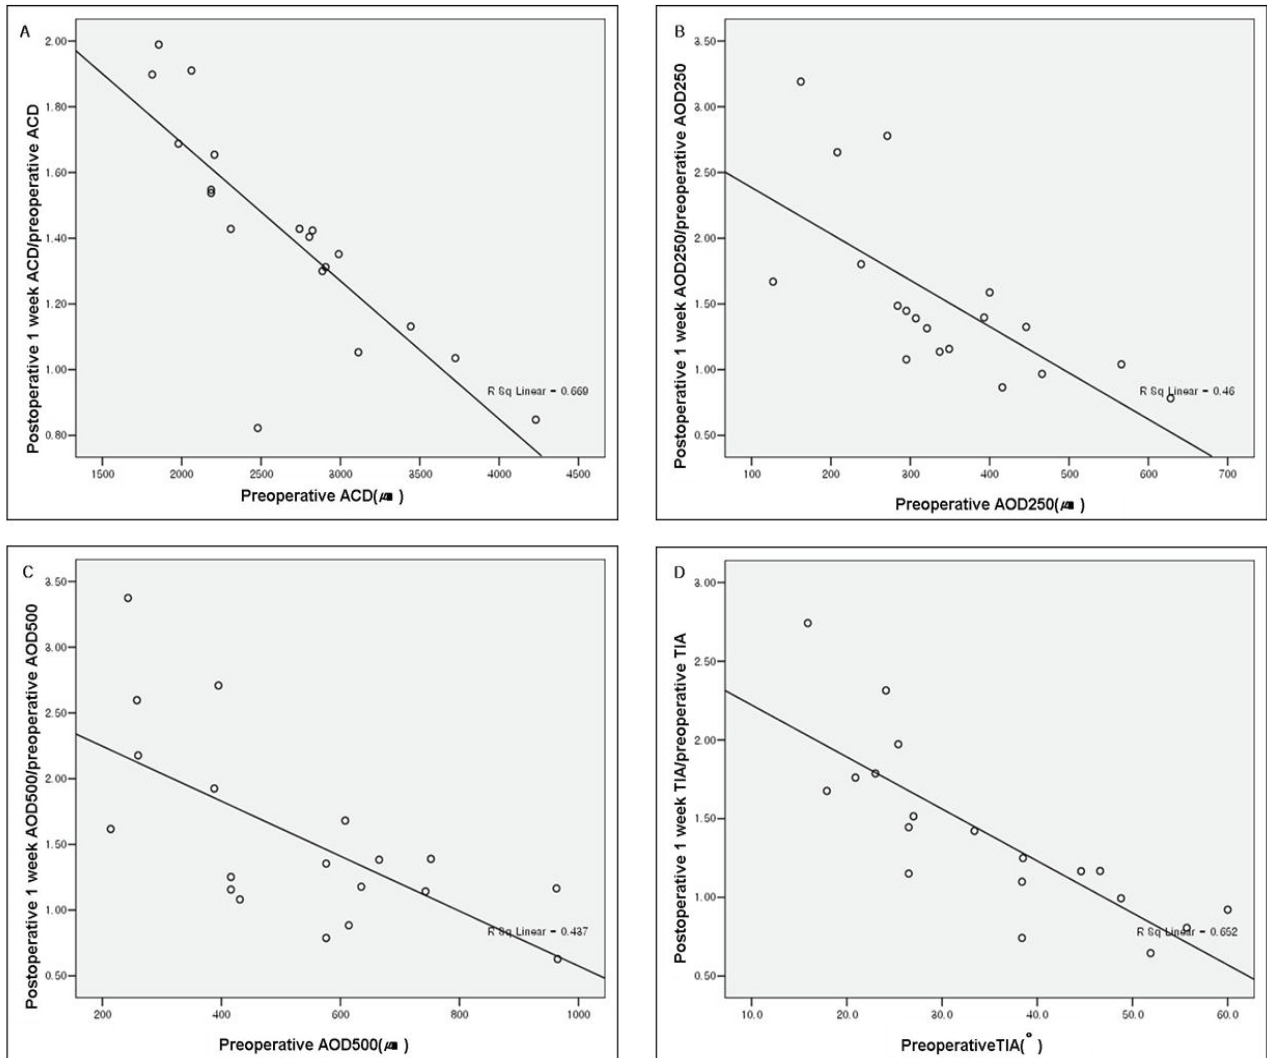 A
Postoperative 1 week ACD/preoperative ACD
2.00
1.80
1.60
1.40
1.20
1.00
0.80
R Sq Linear = 0.669
1500 2000 2500 3000 3500 4000 4500
Preoperative ACD(㎛)
B
Postoperative 1 week AOD250/preoperative AOD250
3.50
3.00
2.50
2.00
1.50
1.00
0.50
R Sq Linear = 0.46
100 200 300 400 500 600 700
Preoperative AOD250(㎛)
C
Postoperative 1 week AOD500/preoperative AOD500
3.50
3.00
2.50
2.00
1.50
1.00
0.50
R Sq Linear = 0.437
200 400 600 800 1000
Preoperative AOD500(㎛)
D
Postoperative 1 week TIA/preoperative TIA
3.00
2.50
2.00
1.50
1.00
0.50
R Sq Linear = 0.652
10.0 20.0 30.0 40.0 50.0 60.0
PreoperativeTIA(°)